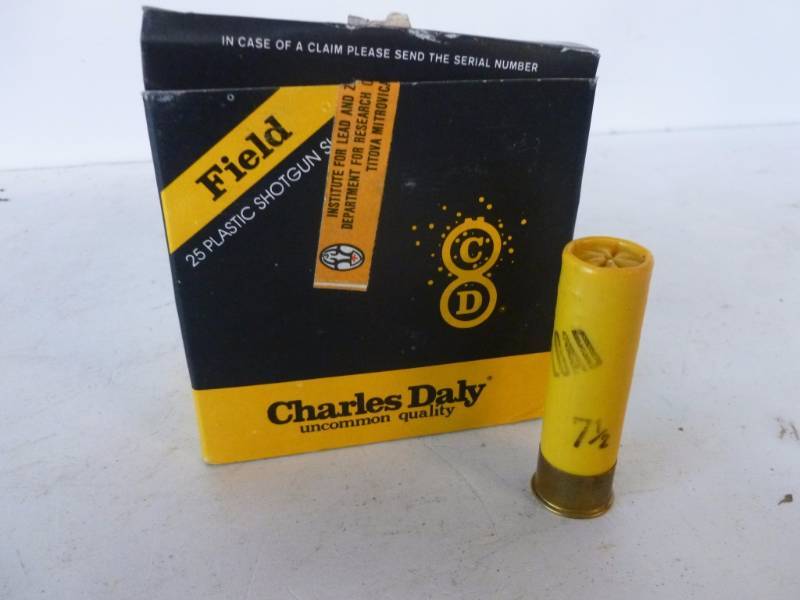 IN CASE OF A CLAIM PLEASE SEND THE SERIAL NUMBER
Field
25 PLASTIC SHOTGUN
INSTITUTE FOR LEAD AND
DEPARTMENT FOR RESEARCH
TITOVA MITROVICA
C
D
Charles Daly
uncommon quality
LOAD
7½